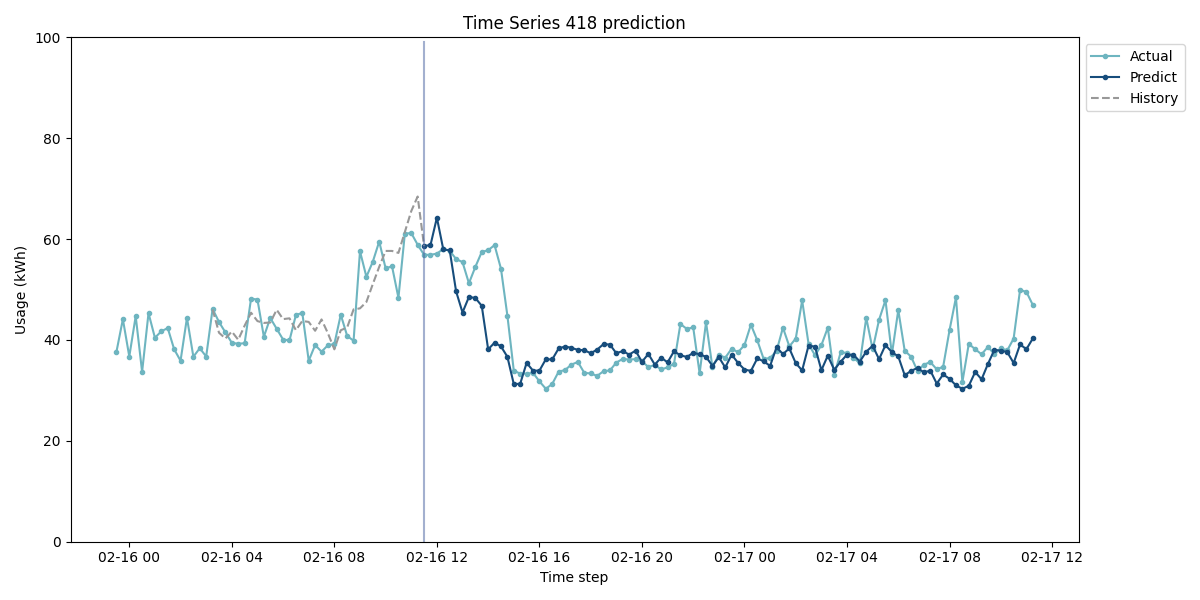 Time Series 418 prediction
Actual
Predict
History
Usage (kWh)
100
80
60
40
20
0
02-16 00
02-16 04
02-16 08
02-16 12
02-16 16
02-16 20
02-17 00
02-17 04
02-17 08
02-17 12
Time step